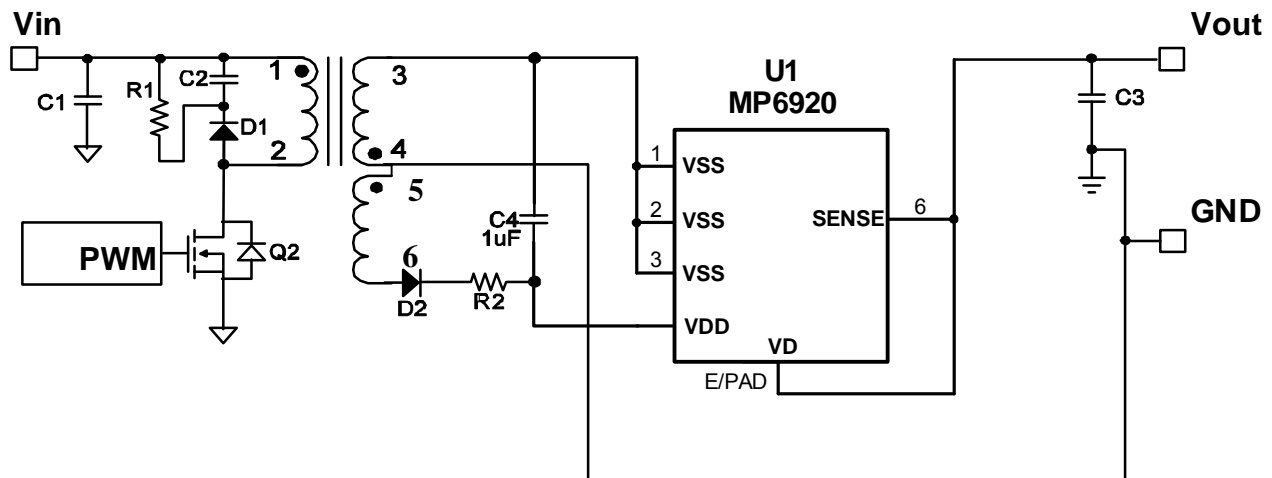 Vin
Vout
C1
R1
C2
1
3
U1
MP6920
C3
D1
2
4
1
VSS
5
2
VSS
SENSE
6
C4
1uF
GND
PWM
Q2
3
VSS
6
D2
R2
VDD
VD
E/PAD